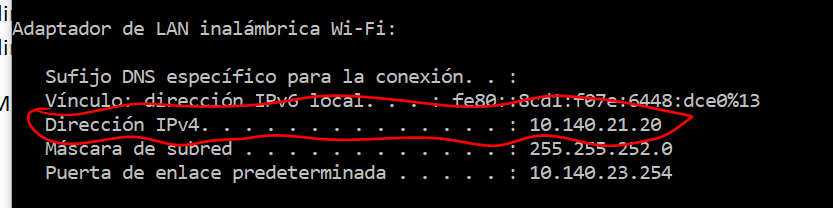 Adaptador de LAN inalámbrica Wi-Fi:
Sufijo DNS específico para la conexión. . :
Vínculo: dirección IPv6 local. . . : fe80::8cd1:f07e:6448:dce0%13
Dirección IPv4. . . . . . . . . . . . . . : 10.140.21.20
Máscara de subred . . . . . . . . . . . . : 255.255.252.0
Puerta de enlace predeterminada . . . . . : 10.140.23.254